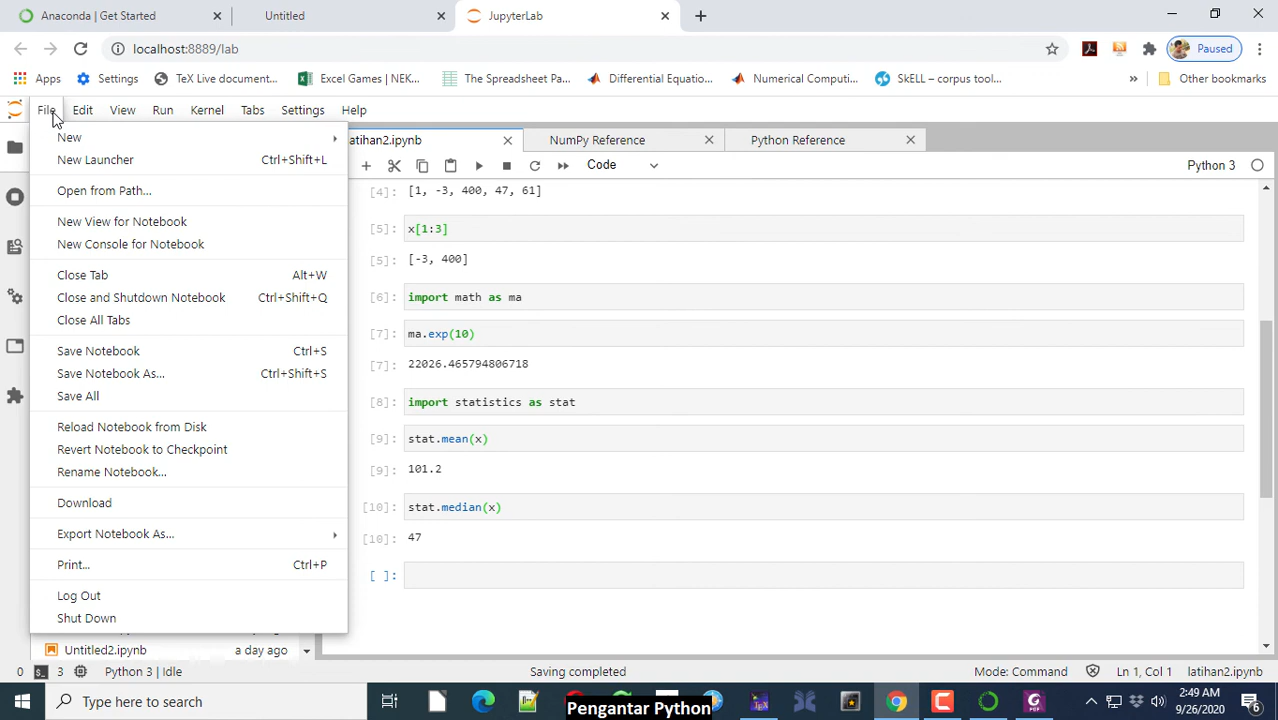 Anaconda | Get Started
Untitled
JupyterLab
localhost:8889/lab
Paused
Apps
Settings
TeX Live document...
Excel Games | NEK...
The Spreadsheet Pa...
Differential Equatio...
Numerical Computi...
SkELL – corpus tool...
»
Other bookmarks
File
Edit
View
Run
Kernel
Tabs
Settings
Help
New
New Launcher Ctrl+Shift+L
Open from Path...
New View for Notebook
New Console for Notebook
Close Tab Alt+W
Close and Shutdown Notebook Ctrl+Shift+Q
Close All Tabs
Save Notebook Ctrl+S
Save Notebook As... Ctrl+Shift+S
Save All
Reload Notebook from Disk
Revert Notebook to Checkpoint
Rename Notebook...
Download
Export Notebook As...
Print... Ctrl+P
Log Out
Shut Down
Untitled2.ipynb a day ago
atihan2.ipynb
NumPy Reference
Python Reference
Code
Python 3
[4]: [1, -3, 400, 47, 61]
[5]: x[1:3]
[5]: [-3, 400]
[6]: import math as ma
[7]: ma.exp(10)
[7]: 22026.465794806718
[8]: import statistics as stat
[9]: stat.mean(x)
[9]: 101.2
[10]: stat.median(x)
[10]: 47
[ ]:
0
3
Python 3 | Idle
Saving completed
Mode: Command
Ln 1, Col 1
latihan2.ipynb
Type here to search
Pengantar Python
2:49 AM
9/26/2020
6